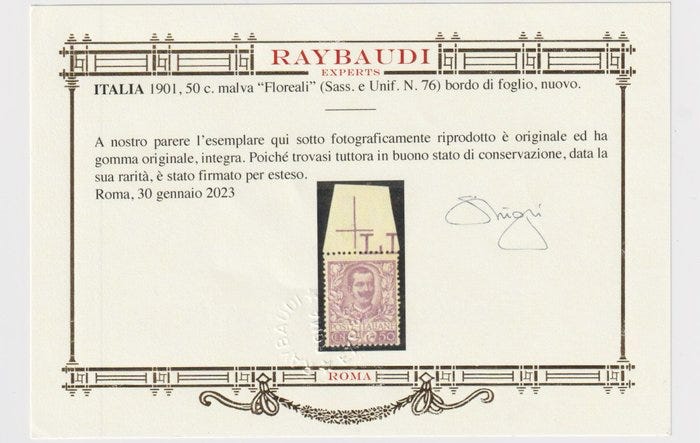 RAYBAUDI
EXPERTS
ITALIA 1901, 50 c. malva “Floreali” (Sass. e Unif. N. 76) bordo di foglio, nuovo.
A nostro parere l’esemplare qui sotto fotograficamente riprodotto è originale ed ha
gomma originale, integra. Poiché trovasi tuttora in buono stato di conservazione, data la
sua rarità, è stato firmato per esteso.
Roma, 30 gennaio 2023
POSTE ITALIANE
50
RAYBAUDI
ROMA